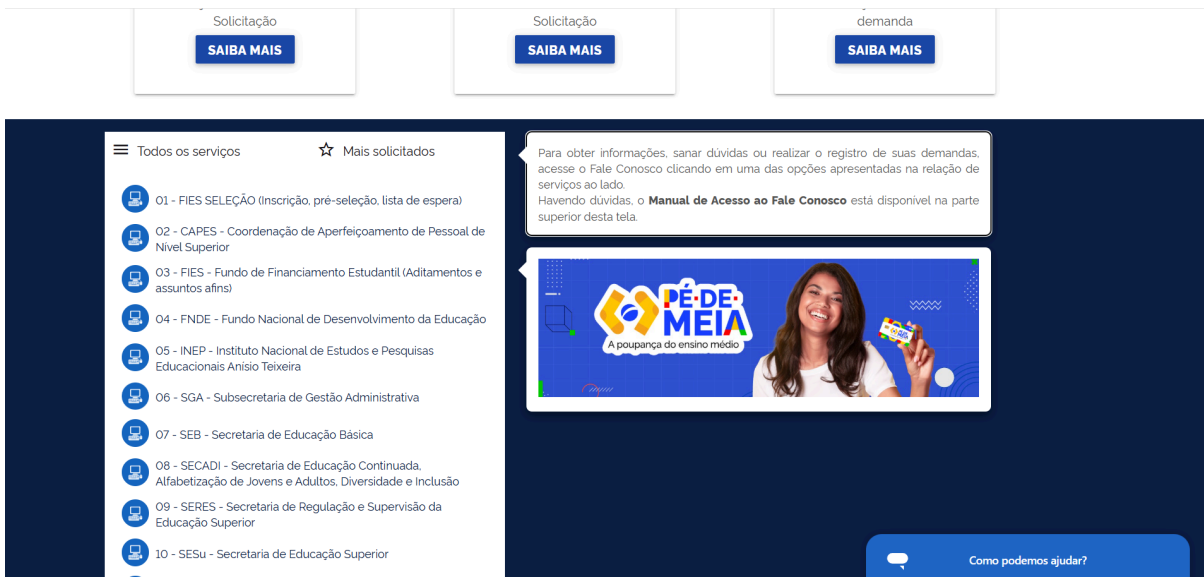 Solicitação
SAIBA MAIS
Solicitação
SAIBA MAIS
demanda
SAIBA MAIS
Todos os serviços
Mais solicitados
01 - FIES SELEÇÃO (Inscrição, pré-seleção, lista de espera)
02 - CAPES - Coordenação de Aperfeiçoamento de Pessoal de
Nível Superior
03 - FIES - Fundo de Financiamento Estudantil (Aditamentos e
assuntos afins)
04 - FNDE - Fundo Nacional de Desenvolvimento da Educação
05 - INEP - Instituto Nacional de Estudos e Pesquisas
Educacionais Anísio Teixeira
06 - SGA - Subsecretaria de Gestão Administrativa
07 - SEB - Secretaria de Educação Básica
08 - SECADI - Secretaria de Educação Continuada,
Alfabetização de Jovens e Adultos, Diversidade e Inclusão
09 - SERES - Secretaria de Regulação e Supervisão da
Educação Superior
10 - SESu - Secretaria de Educação Superior
Para obter informações, sanar dúvidas ou realizar o registro de suas demandas,
acesse o Fale Conosco clicando em uma das opções apresentadas na relação de
serviços ao lado.
Havendo dúvidas, o Manual de Acesso ao Fale Conosco está disponível na parte
superior desta tela.
PÉ-DE-
MEIA
A poupança do ensino médio
Como podemos ajudar?